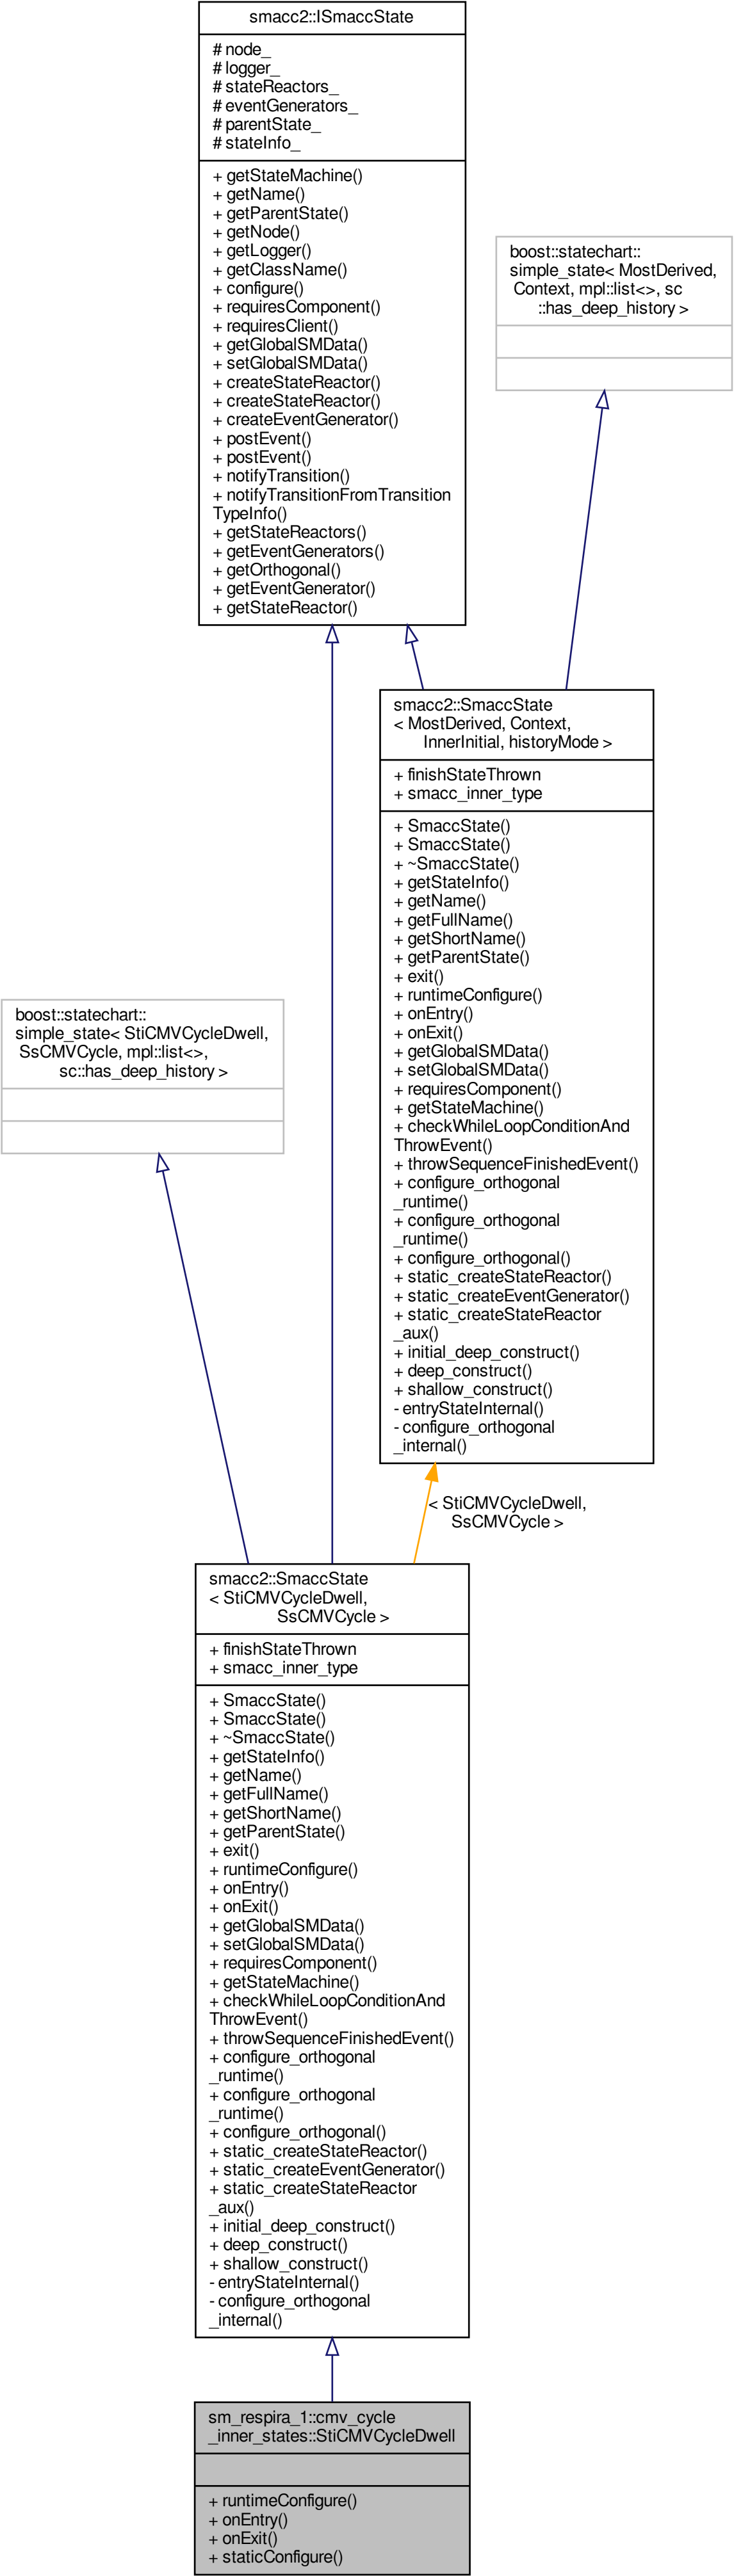 smacc2::ISmaccState
# node_
# logger_
# stateReactors_
# eventGenerators_
# parentState_
# stateInfo_
+ getStateMachine()
+ getName()
+ getParentState()
+ getNode()
+ getLogger()
+ getClassName()
+ configure()
+ requiresComponent()
+ requiresClient()
+ getGlobalSMData()
+ setGlobalSMData()
+ createStateReactor()
+ createStateReactor()
+ createEventGenerator()
+ postEvent()
+ postEvent()
+ notifyTransition()
+ notifyTransitionFromTransition
TypeInfo()
+ getStateReactors()
+ getEventGenerators()
+ getOrthogonal()
+ getEventGenerator()
+ getStateReactor()
boost::statechart::
simple_state< MostDerived,
Context, mpl::list<>, sc
::has_deep_history >
smacc2::SmaccState
< MostDerived, Context,
InnerInitial, historyMode >
+ finishStateThrown
+ smacc_inner_type
+ SmaccState()
+ SmaccState()
+ ~SmaccState()
+ getStateInfo()
+ getName()
+ getFullName()
+ getShortName()
+ getParentState()
+ exit()
+ runtimeConfigure()
+ onEntry()
+ onExit()
+ getGlobalSMData()
+ setGlobalSMData()
+ requiresComponent()
+ getStateMachine()
+ checkWhileLoopConditionAnd
ThrowEvent()
+ throwSequenceFinishedEvent()
+ configure_orthogonal
_runtime()
+ configure_orthogonal
_runtime()
+ configure_orthogonal()
+ static_createStateReactor()
+ static_createEventGenerator()
+ static_createStateReactor
_aux()
+ initial_deep_construct()
+ deep_construct()
+ shallow_construct()
- entryStateInternal()
- configure_orthogonal
_internal()
boost::statechart::
simple_state< StiCMVCycleDwell,
SsCMVCycle, mpl::list<>,
sc::has_deep_history >
< StiCMVCycleDwell,
SsCMVCycle >
smacc2::SmaccState
< StiCMVCycleDwell,
SsCMVCycle >
+ finishStateThrown
+ smacc_inner_type
+ SmaccState()
+ SmaccState()
+ ~SmaccState()
+ getStateInfo()
+ getName()
+ getFullName()
+ getShortName()
+ getParentState()
+ exit()
+ runtimeConfigure()
+ onEntry()
+ onExit()
+ getGlobalSMData()
+ setGlobalSMData()
+ requiresComponent()
+ getStateMachine()
+ checkWhileLoopConditionAnd
ThrowEvent()
+ throwSequenceFinishedEvent()
+ configure_orthogonal
_runtime()
+ configure_orthogonal
_runtime()
+ configure_orthogonal()
+ static_createStateReactor()
+ static_createEventGenerator()
+ static_createStateReactor
_aux()
+ initial_deep_construct()
+ deep_construct()
+ shallow_construct()
- entryStateInternal()
- configure_orthogonal
_internal()
sm_respira_1::cmv_cycle
_inner_states::StiCMVCycleDwell
+ runtimeConfigure()
+ onEntry()
+ onExit()
+ staticConfigure()